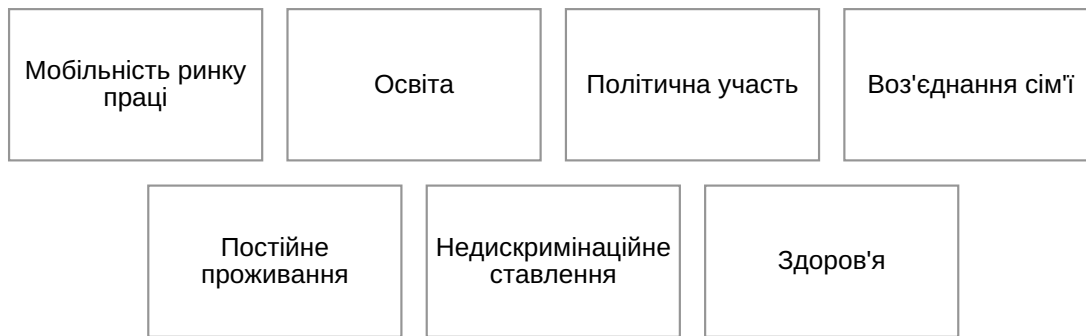 Мобільність ринку
праці
Освіта
Політична участь
Воз'єднання сім'ї
Постійне
проживання
Недискримінаційне
ставлення
Здоров'я